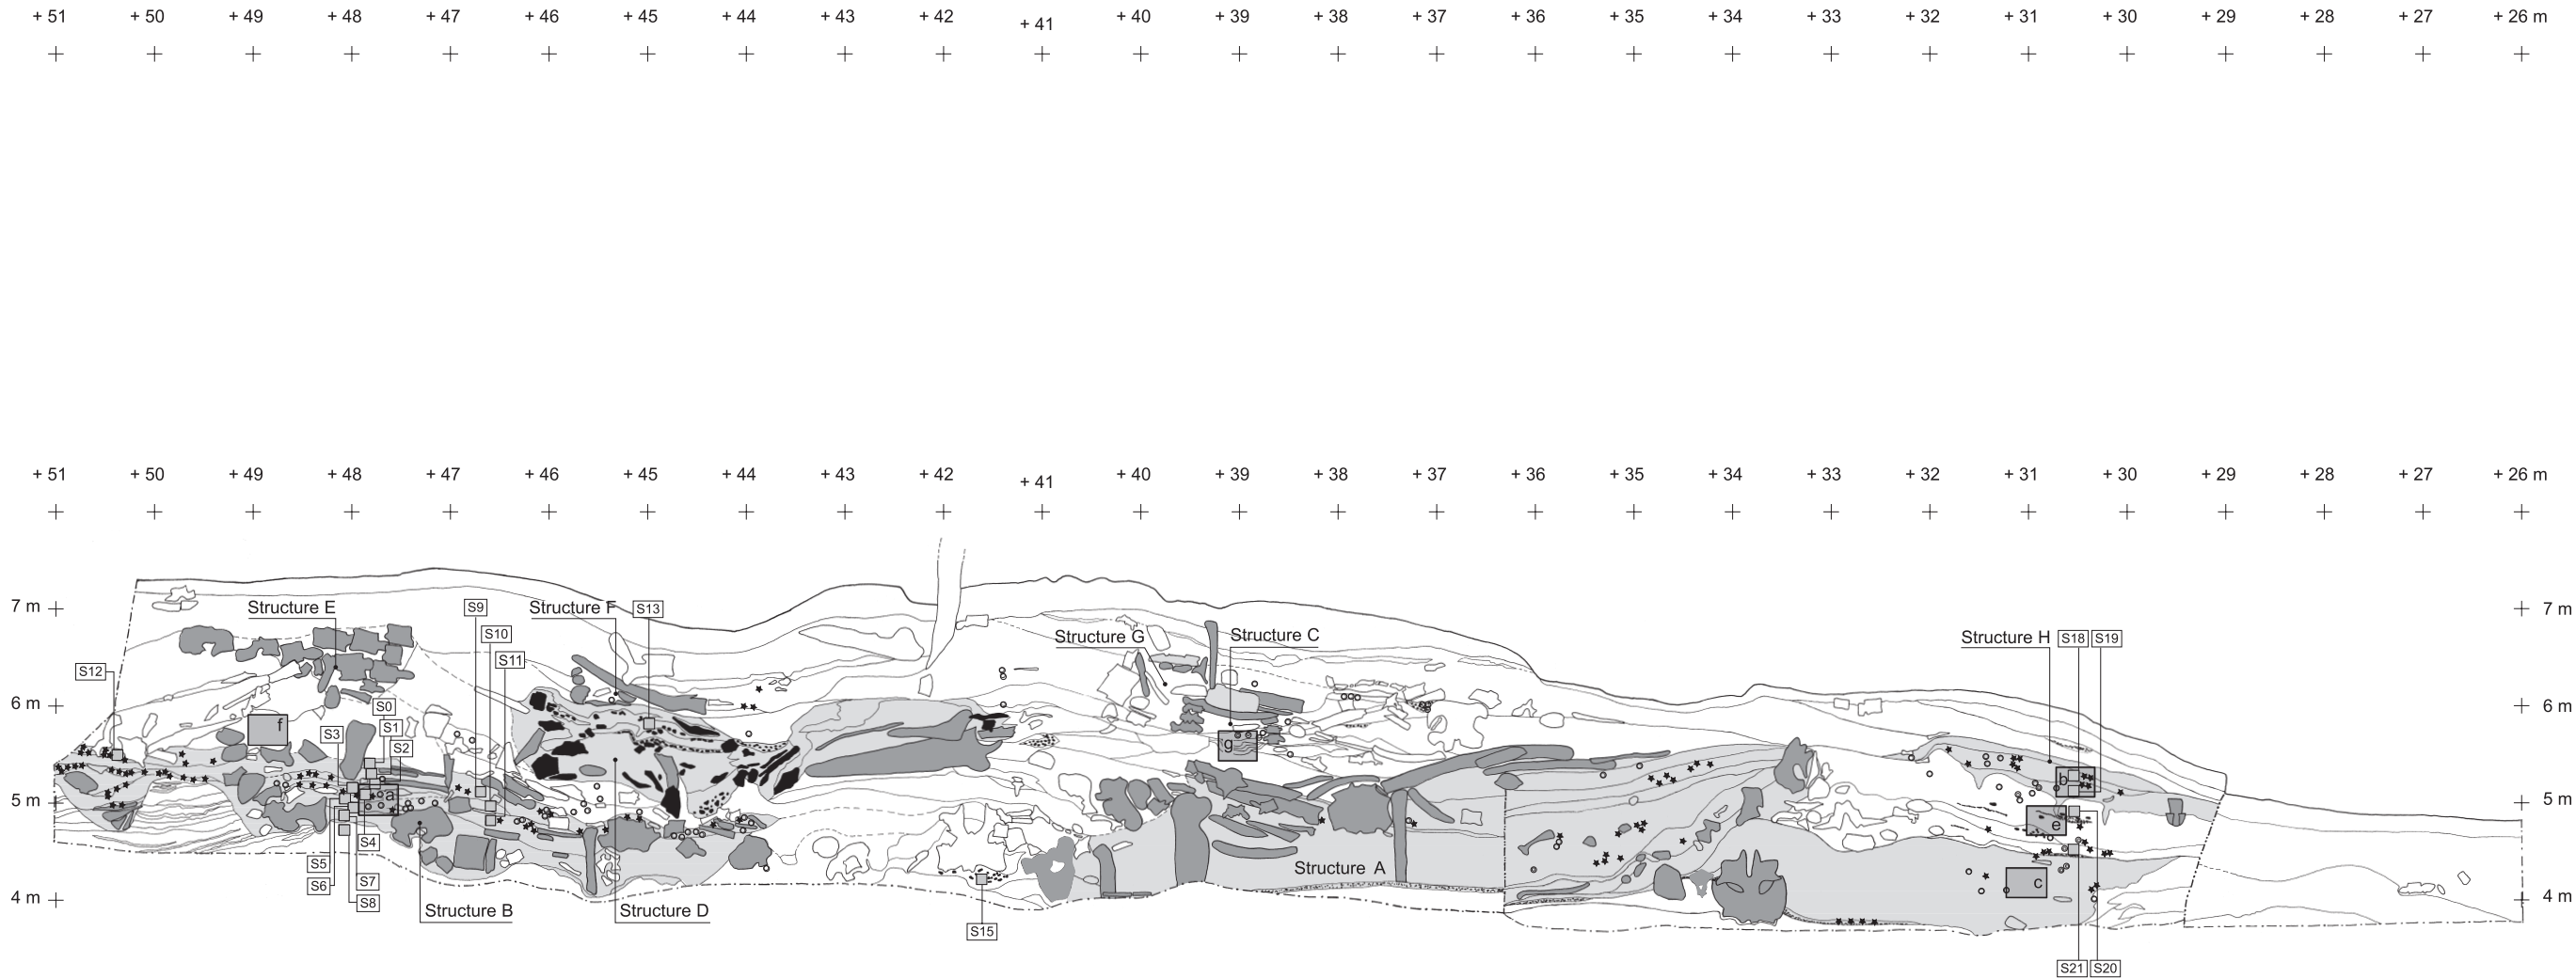 + 51 + 50 + 49 + 48 + 47 + 46 + 45 + 44 + 43 + 42 + 41 + 40 + 39 + 38 + 37 + 36 + 35 + 34 + 33 + 32 + 31 + 30 + 29 + 28 + 27 + 26 m
+ 51 + 50 + 49 + 48 + 47 + 46 + 45 + 44 + 43 + 42 + 41 + 40 + 39 + 38 + 37 + 36 + 35 + 34 + 33 + 32 + 31 + 30 + 29 + 28 + 27 + 26 m
7 m Structure E S9 Structure F S13 7 m
S10 Structure G Structure C Structure H S18 S19
S12 S11
6 m S0 6 m
f S3 S1
S2 g
b
5 m a 5 m
e
S4
S5 Structure A
S6 S7 c
4 m S8 4 m
Structure B Structure D
S15
S21 S20